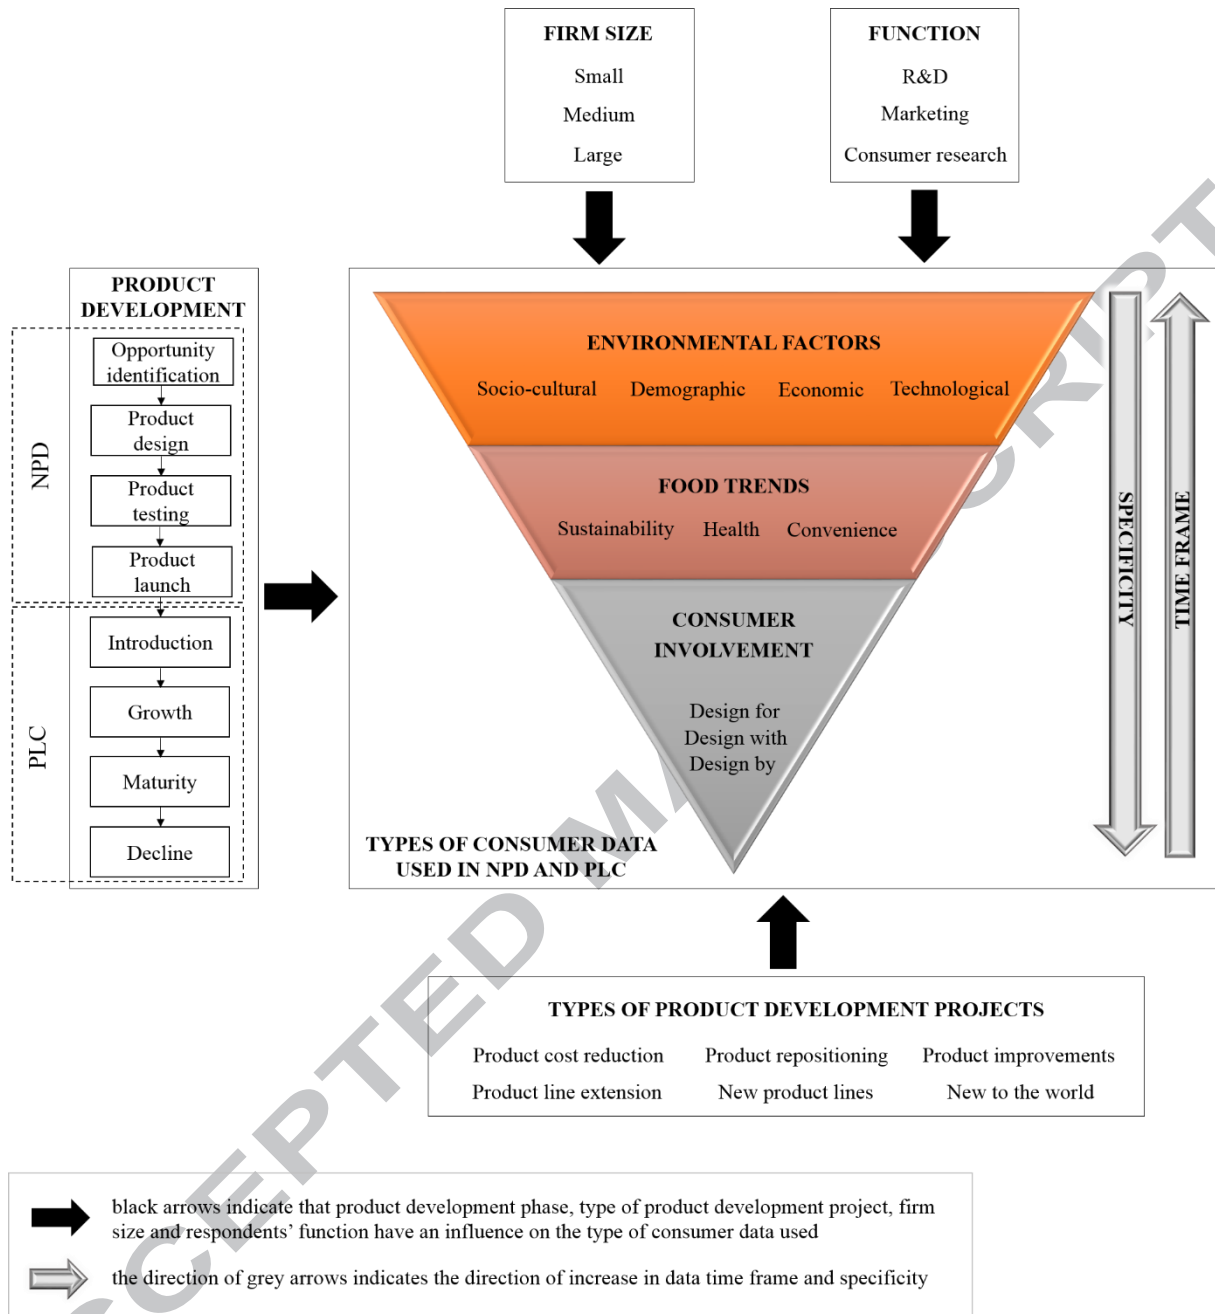 FIRM SIZE
Small
Medium
Large
FUNCTION
R&D
Marketing
Consumer research
PRODUCT
DEVELOPMENT
NPD
Opportunity
identification
Product
design
Product
testing
Product
launch
PLC
Introduction
Growth
Maturity
Decline
ENVIRONMENTAL FACTORS
Socio-cultural Demographic Economic Technological
FOOD TRENDS
Sustainability Health Convenience
CONSUMER
INVOLVEMENT
Design for
Design with
Design by
SPECIFICITY
TIME FRAME
TYPES OF CONSUMER DATA
USED IN NPD AND PLC
TYPES OF PRODUCT DEVELOPMENT PROJECTS
Product cost reduction Product repositioning Product improvements
Product line extension New product lines New to the world
black arrows indicate that product development phase, type of product development project, firm
size and respondents’ function have an influence on the type of consumer data used
the direction of grey arrows indicates the direction of increase in data time frame and specificity